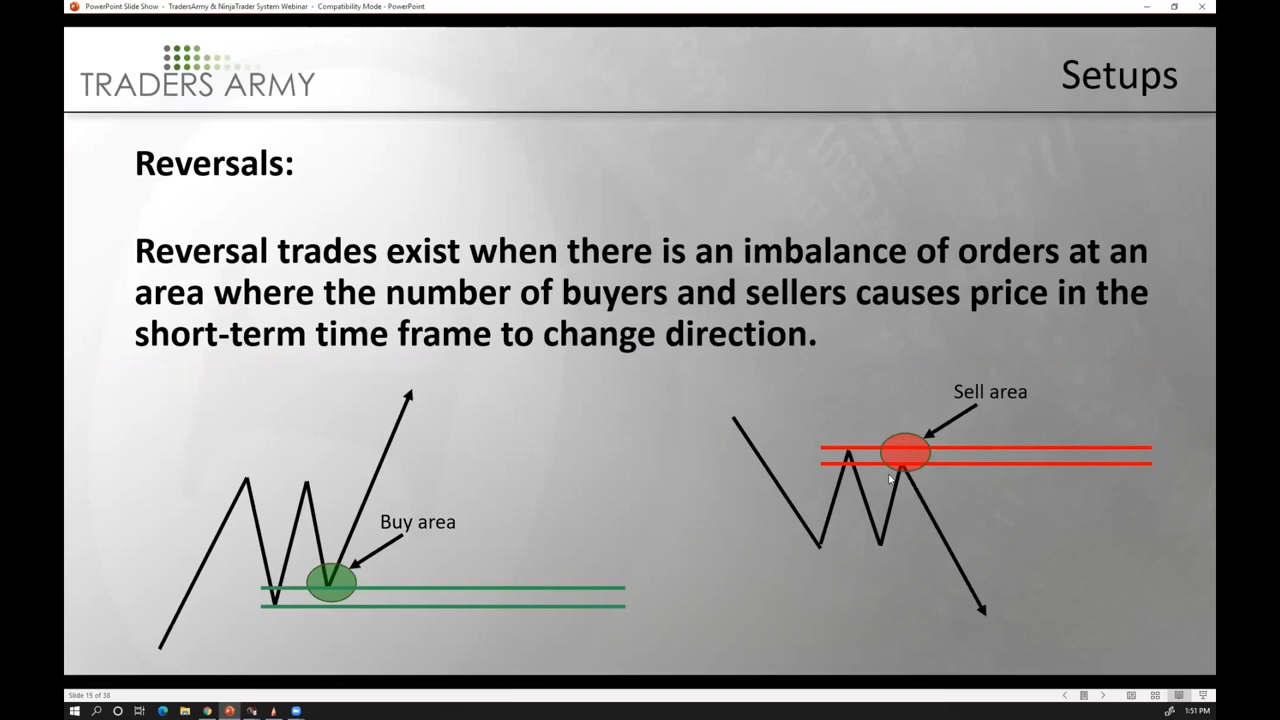 PowerPoint Slide Show - TradersArmy & NinjaTrader System Webinar - Compatibility Mode - PowerPoint
TRADERS ARMY
Setups
Reversals:
Reversal trades exist when there is an imbalance of orders at an
area where the number of buyers and sellers causes price in the
short-term time frame to change direction.
Sell area
Buy area
Slide 15 of 38
1:51 PM